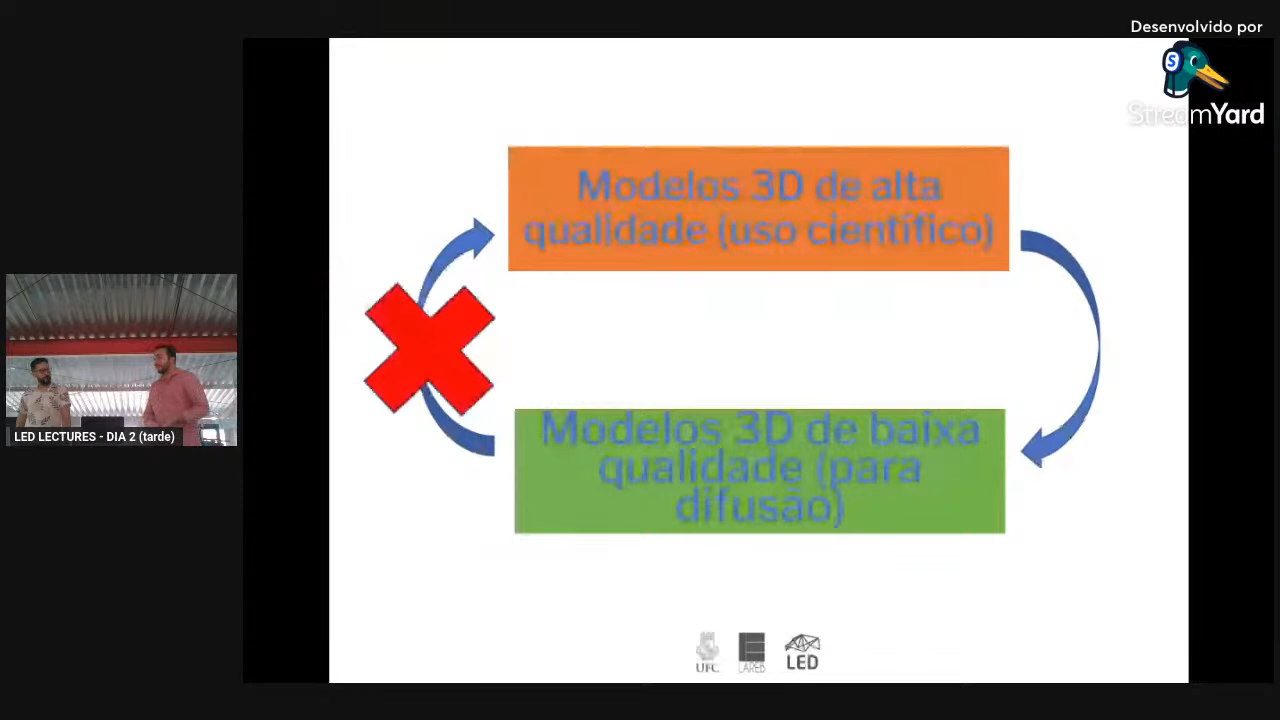 Desenvolvido por
StreamYard
Modelos 3D de alta
qualidade (uso científico)
Modelos 3D de baixa
qualidade (para
difusão)
LED LECTURES - DIA 2 (tarde)
UFC
LAREB
LED